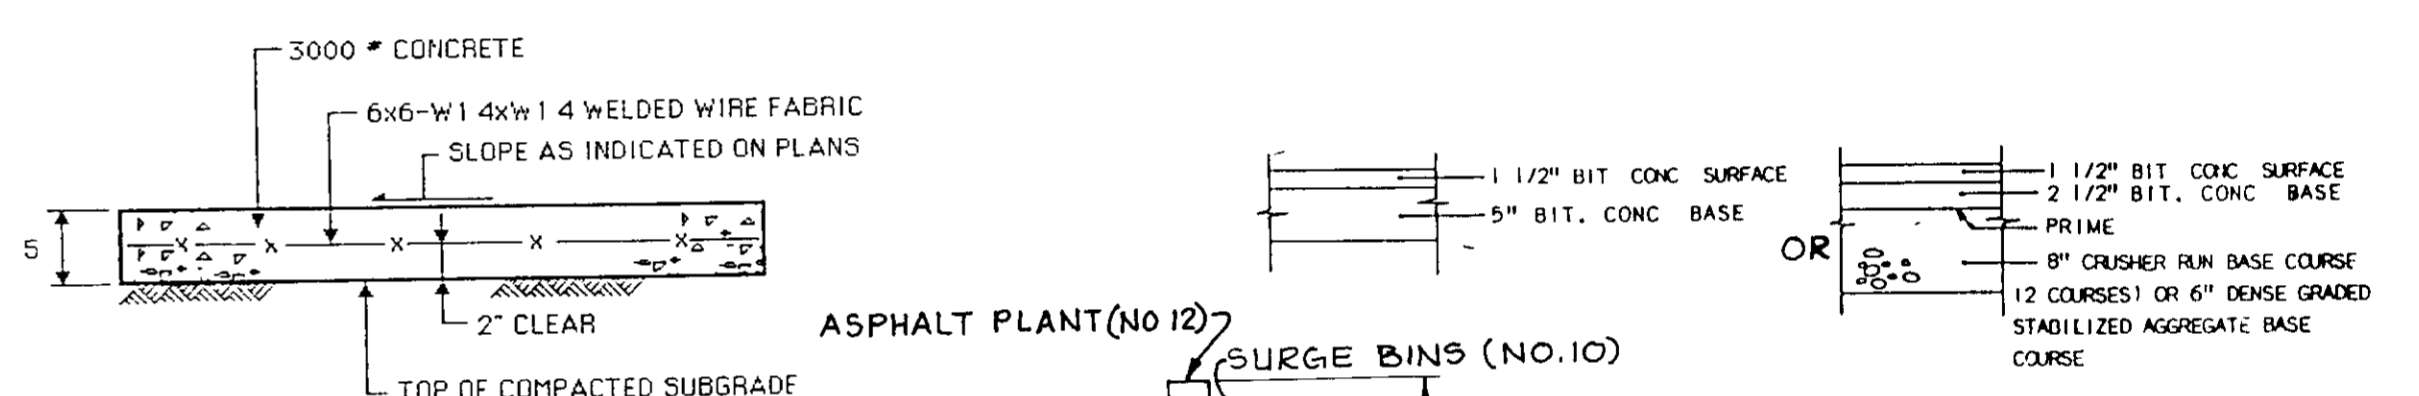 3000 # CONCRETE
6x6-W1 4xW1 4 WELDED WIRE FABRIC
SLOPE AS INDICATED ON PLANS
5
2" CLEAR
TOP OF COMPACTED SUBGRADE
1 1/2" BIT CONC SURFACE
5" BIT. CONC BASE
OR
1 1/2" BIT CONC SURFACE
2 1/2" BIT. CONC BASE
PRIME
8" CRUSHER RUN BASE COURSE
12 COURSES) OR 6" DENSE GRADED
STABILIZED AGGREGATE BASE
COURSE
ASPHALT PLANT (NO 12)
SURGE BINS (NO.10)